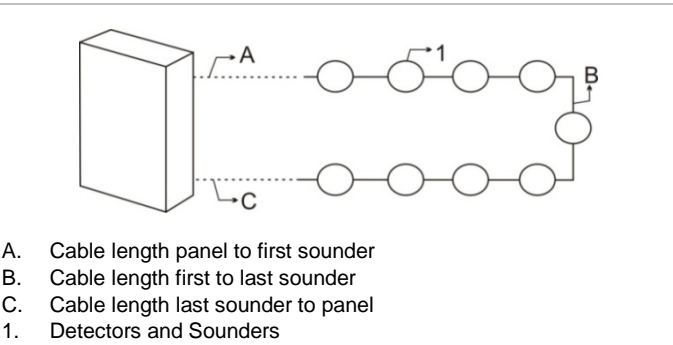 A
1
B
C
A. Cable length panel to first sounder
B. Cable length first to last sounder
C. Cable length last sounder to panel
1. Detectors and Sounders